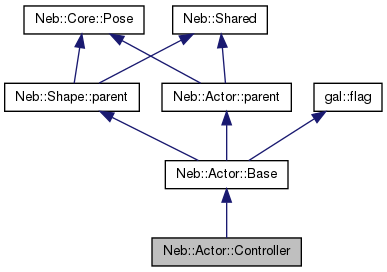 Neb::Core::Pose
Neb::Shared
Neb::Shape::parent
Neb::Actor::parent
gal::flag
Neb::Actor::Base
Neb::Actor::Controller